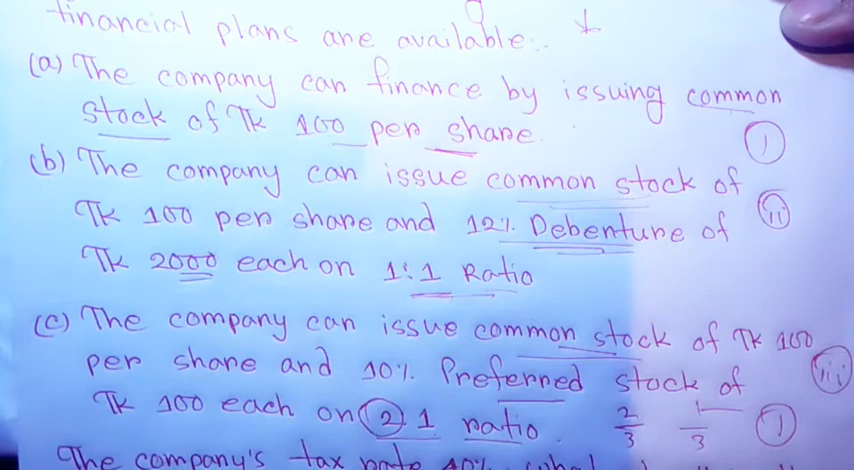 financial plans are available:.
(a) The company can finance by issuing common
stock of Tk 100 per share.
(i)
(b) The company can issue common stock of
Tk 100 per share and 12% Debenture of
(ii)
Tk 2000 each on 1:1 Ratio
(c) The company can issue common stock of Tk 100
per share and 10% Preferred stock of
(iii)
Tk 100 each on 2:1 ratio. 2/3 1/3 (i)
The company's tax rate 40%. what